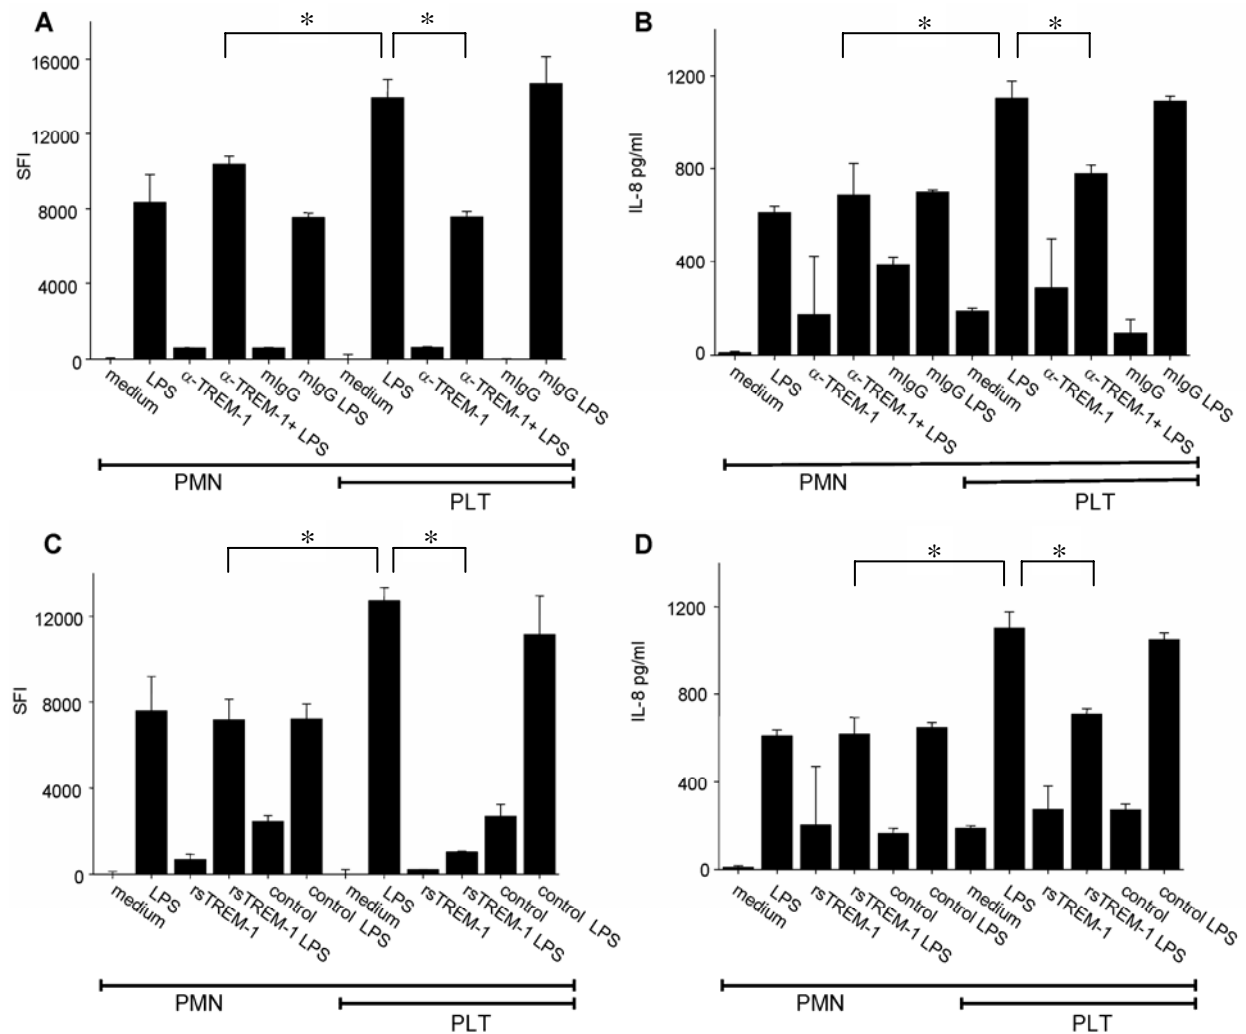 A
* *
SFI
16000
12000
8000
4000
0
medium
LPS
α-TREM-1
α-TREM-1+ LPS
mIgG
mIgG LPS
medium
LPS
α-TREM-1
α-TREM-1+ LPS
mIgG
mIgG LPS
PMN
PLT
B
* *
IL-8 pg/ml
1200
800
400
0
medium
LPS
α-TREM-1
α-TREM-1+ LPS
mIgG
mIgG LPS
medium
LPS
α-TREM-1
α-TREM-1+ LPS
mIgG
mIgG LPS
PMN
PLT
C
* *
SFI
12000
8000
4000
0
medium
LPS
rsTREM-1
rsTREM-1 LPS
control
control LPS
medium
LPS
rsTREM-1
rsTREM-1 LPS
control
control LPS
PMN
PLT
D
* *
IL-8 pg/ml
1200
800
400
0
medium
LPS
rsTREM-1
rsTREM-1 LPS
control
control LPS
medium
LPS
rsTREM-1
rsTREM-1 LPS
control
control LPS
PMN
PLT